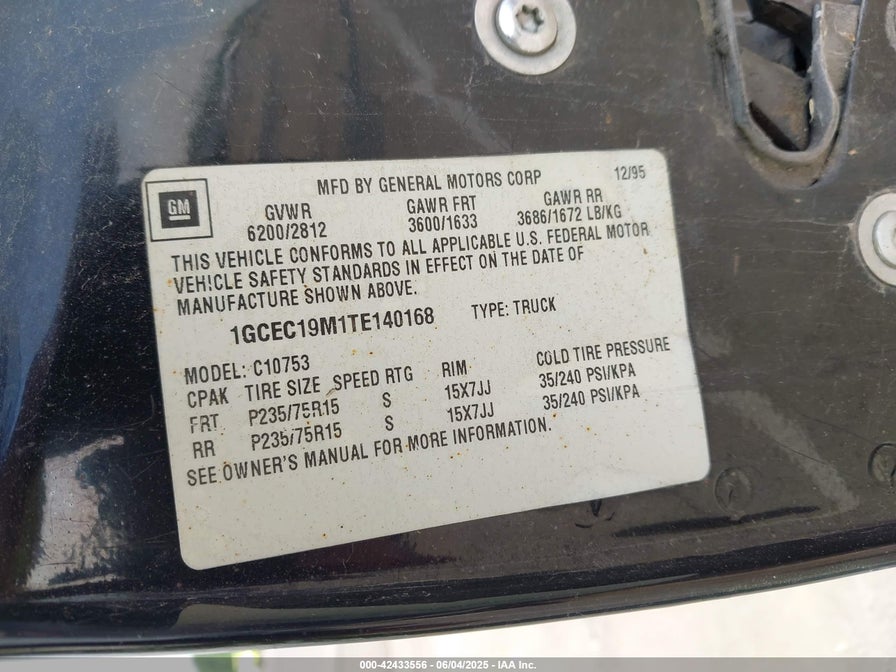 GM
MFD BY GENERAL MOTORS CORP 12/95
GVWR GAWR FRT GAWR RR
6200/2812 3600/1633 3686/1672 LB/KG
THIS VEHICLE CONFORMS TO ALL APPLICABLE U.S. FEDERAL MOTOR
VEHICLE SAFETY STANDARDS IN EFFECT ON THE DATE OF
MANUFACTURE SHOWN ABOVE.
1GCEC19M1TE140168 TYPE: TRUCK
MODEL: C10753
CPAK TIRE SIZE SPEED RTG RIM COLD TIRE PRESSURE
FRT P235/75R15 S 15X7JJ 35/240 PSI/KPA
RR P235/75R15 S 15X7JJ 35/240 PSI/KPA
SEE OWNER'S MANUAL FOR MORE INFORMATION.
000-42433556 - 06/04/2025 - IAA Inc.